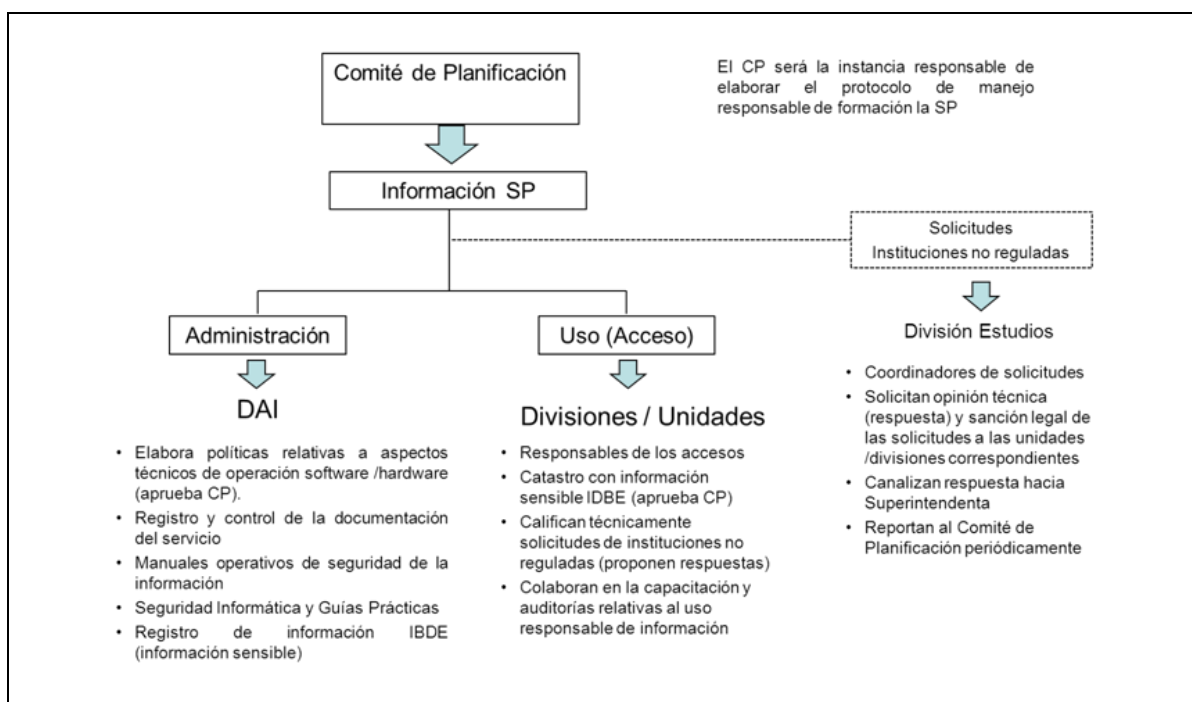 Comité de Planificación
El CP será la instancia responsable de
elaborar el protocolo de manejo
responsable de formación la SP
Información SP
Solicitudes
Instituciones no reguladas
Administración
Uso (Acceso)
División Estudios
DAI
• Elabora políticas relativas a aspectos
técnicos de operación software /hardware
(aprueba CP).
• Registro y control de la documentación
del servicio
• Manuales operativos de seguridad de la
información
• Seguridad Informática y Guías Prácticas
• Registro de información IBDE
(información sensible)
Divisiones / Unidades
• Responsables de los accesos
• Catastro con información
sensible IDBE (aprueba CP)
• Califican técnicamente
solicitudes de instituciones no
reguladas (proponen respuestas)
• Colaboran en la capacitación y
auditorías relativas al uso
responsable de información
• Coordinadores de solicitudes
• Solicitan opinión técnica
(respuesta) y sanción legal de
las solicitudes a las unidades
/divisiones correspondientes
• Canalizan respuesta hacia
Superintendenta
• Reportan al Comité de
Planificación periódicamente